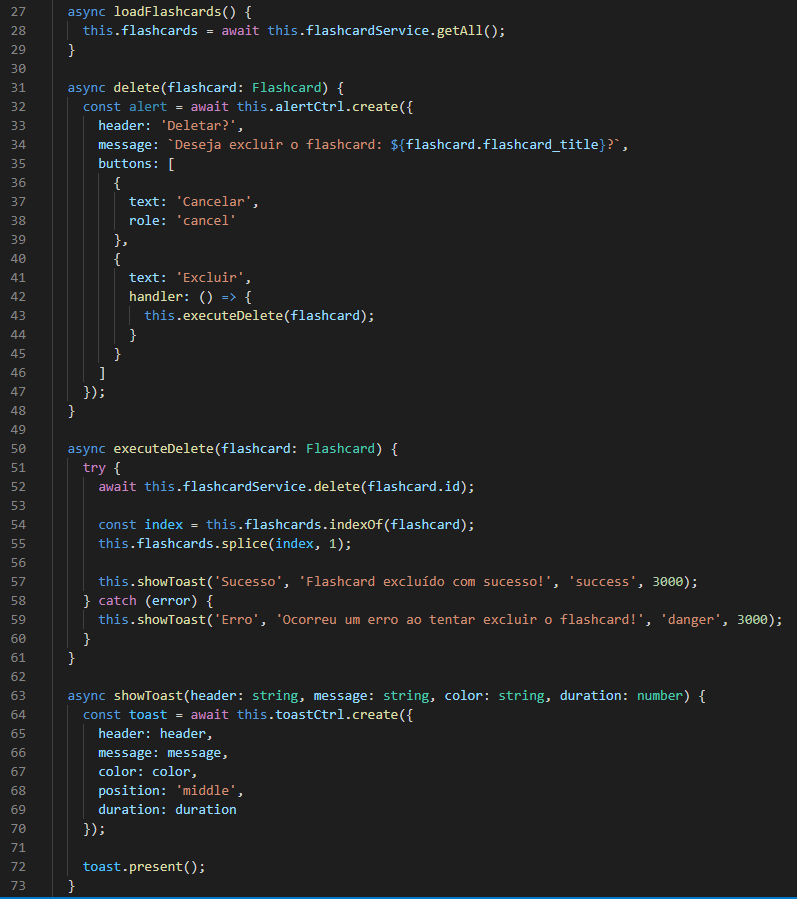 27 async loadFlashcards() {
28 this.flashcards = await this.flashcardService.getAll();
29 }
30
31 async delete(flashcard: Flashcard) {
32 const alert = await this.alertCtrl.create({
33 header: 'Deletar?',
34 message: `Deseja excluir o flashcard: ${flashcard.flashcard_title}?`,
35 buttons: [
36 {
37 text: 'Cancelar',
38 role: 'cancel'
39 },
40 {
41 text: 'Excluir',
42 handler: () => {
43 this.executeDelete(flashcard);
44 }
45 }
46 ]
47 });
48 }
49
50 async executeDelete(flashcard: Flashcard) {
51 try {
52 await this.flashcardService.delete(flashcard.id);
53
54 const index = this.flashcards.indexOf(flashcard);
55 this.flashcards.splice(index, 1);
56
57 this.showToast('Sucesso', 'Flashcard excluído com sucesso!', 'success', 3000);
58 } catch (error) {
59 this.showToast('Erro', 'Ocorreu um erro ao tentar excluir o flashcard!', 'danger', 3000);
60 }
61 }
62
63 async showToast(header: string, message: string, color: string, duration: number) {
64 const toast = await this.toastCtrl.create({
65 header: header,
66 message: message,
67 color: color,
68 position: 'middle',
69 duration: duration
70 });
71
72 toast.present();
73 }